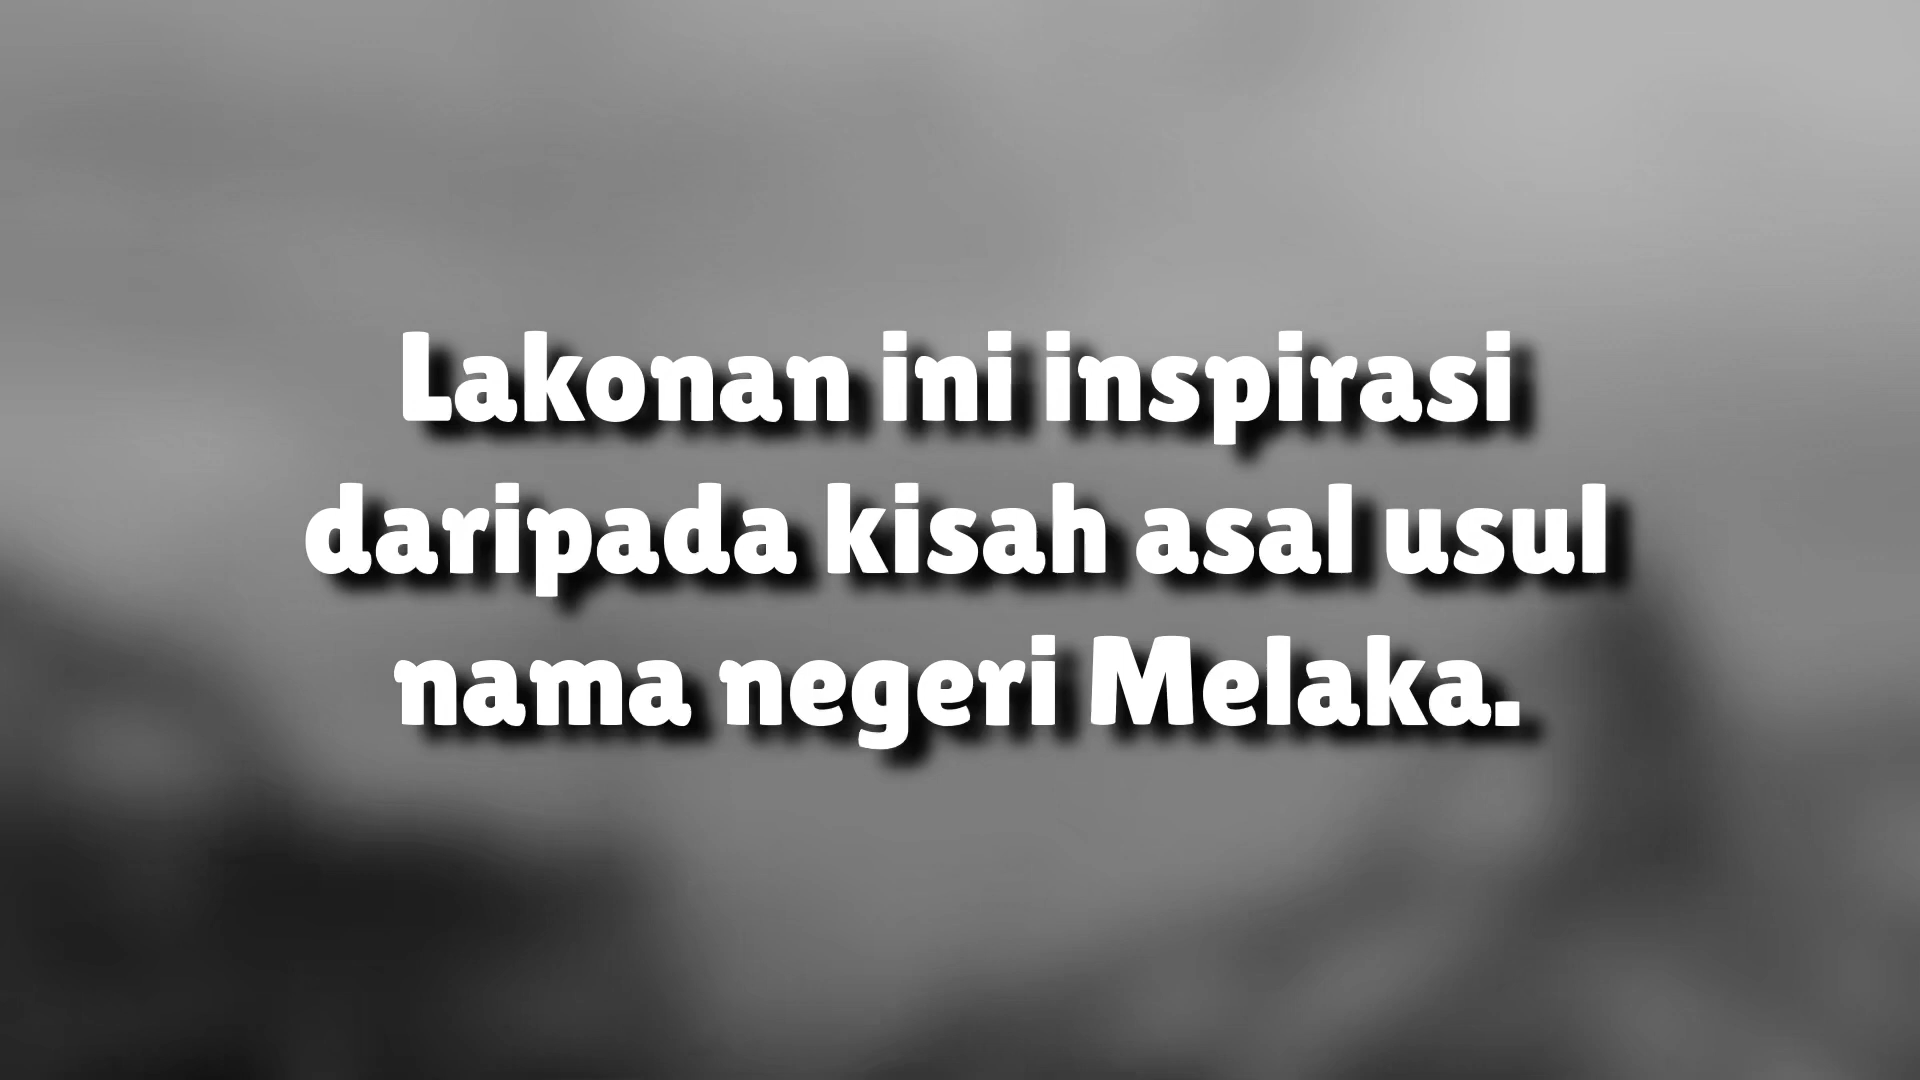 Lakonan ini inspirasi
daripada kisah asal usul
nama negeri Melaka.